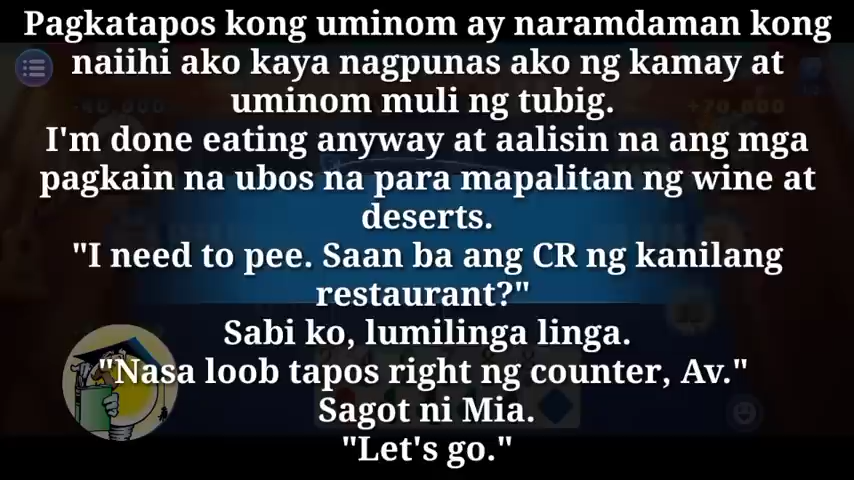 Pagkatapos kong uminom ay naramdaman kong
naiihi ako kaya nagpunas ako ng kamay at
uminom muli ng tubig.
I'm done eating anyway at aalisin na ang mga
pagkain na ubos na para mapalitan ng wine at
deserts.
"I need to pee. Saan ba ang CR ng kanilang
restaurant?"
Sabi ko, lumilinga linga.
"Nasa loob tapos right ng counter, Av."
Sagot ni Mia.
"Let's go."